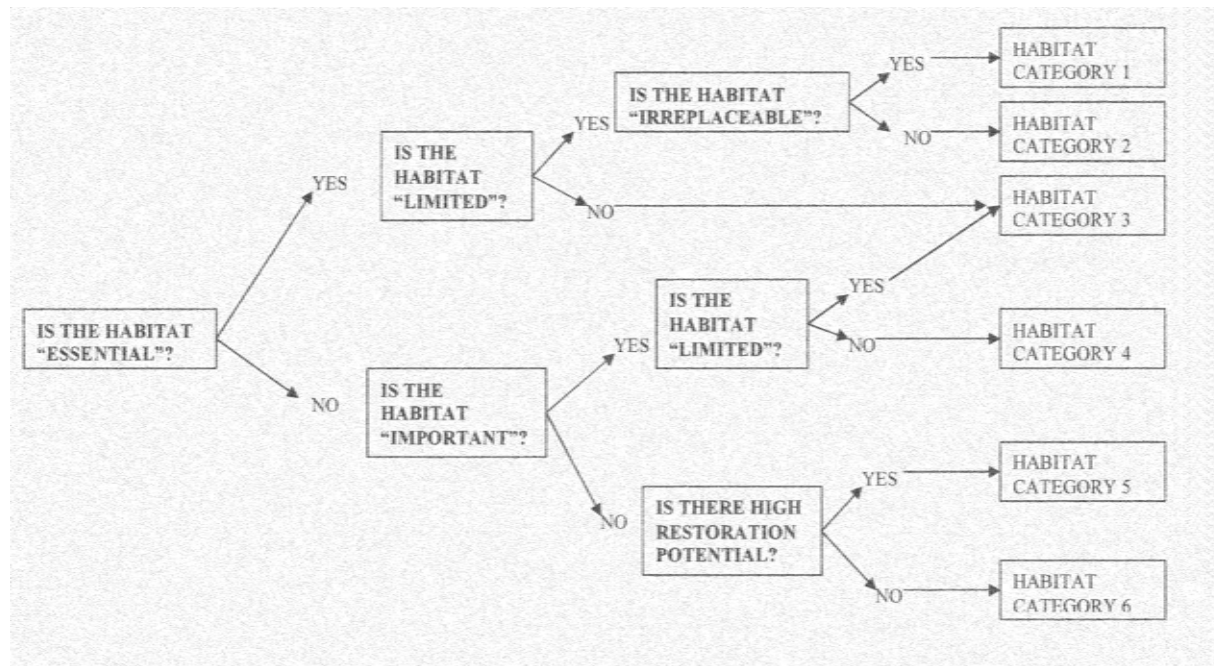 IS THE HABITAT
“ESSENTIAL”?
YES
IS THE
HABITAT
“LIMITED”?
YES
IS THE HABITAT
“IRREPLACEABLE”?
YES
HABITAT
CATEGORY 1
NO
HABITAT
CATEGORY 2
NO
HABITAT
CATEGORY 3
NO
IS THE
HABITAT
“IMPORTANT”?
YES
IS THE
HABITAT
“LIMITED”?
YES
NO
HABITAT
CATEGORY 4
NO
IS THERE HIGH
RESTORATION
POTENTIAL?
YES
HABITAT
CATEGORY 5
NO
HABITAT
CATEGORY 6